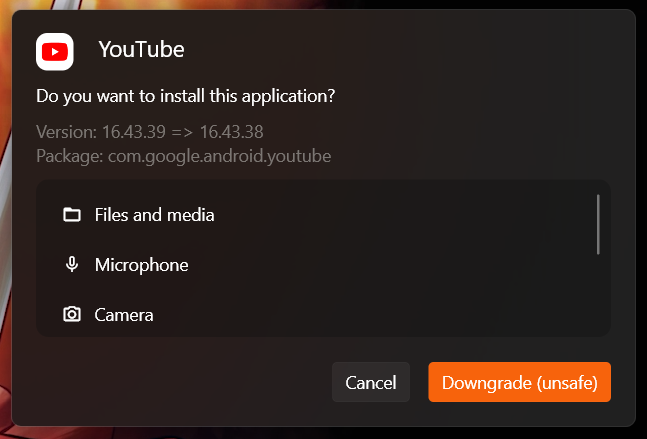 YouTube
Do you want to install this application?
Version: 16.43.39 => 16.43.38
Package: com.google.android.youtube
Files and media
Microphone
Camera
Cancel
Downgrade (unsafe)